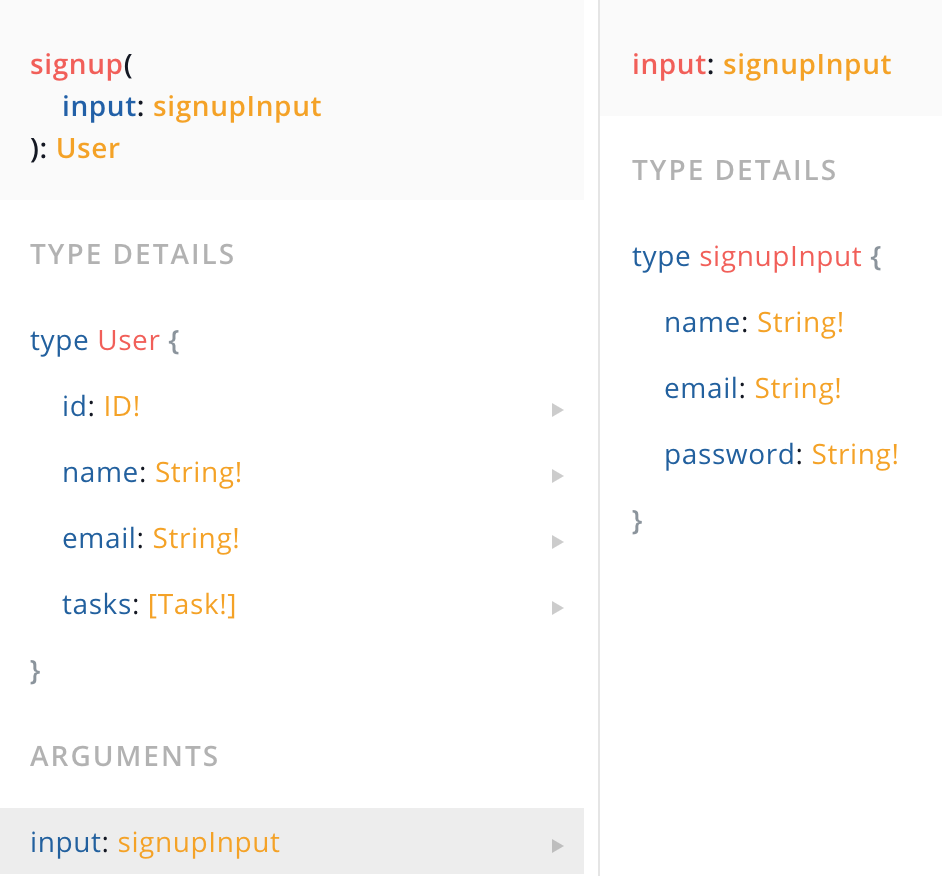 signup(
input: signupInput
): User
TYPE DETAILS
type User {
id: ID!
name: String!
email: String!
tasks: [Task!]
}
ARGUMENTS
input: signupInput
input: signupInput
TYPE DETAILS
type signupInput {
name: String!
email: String!
password: String!
}